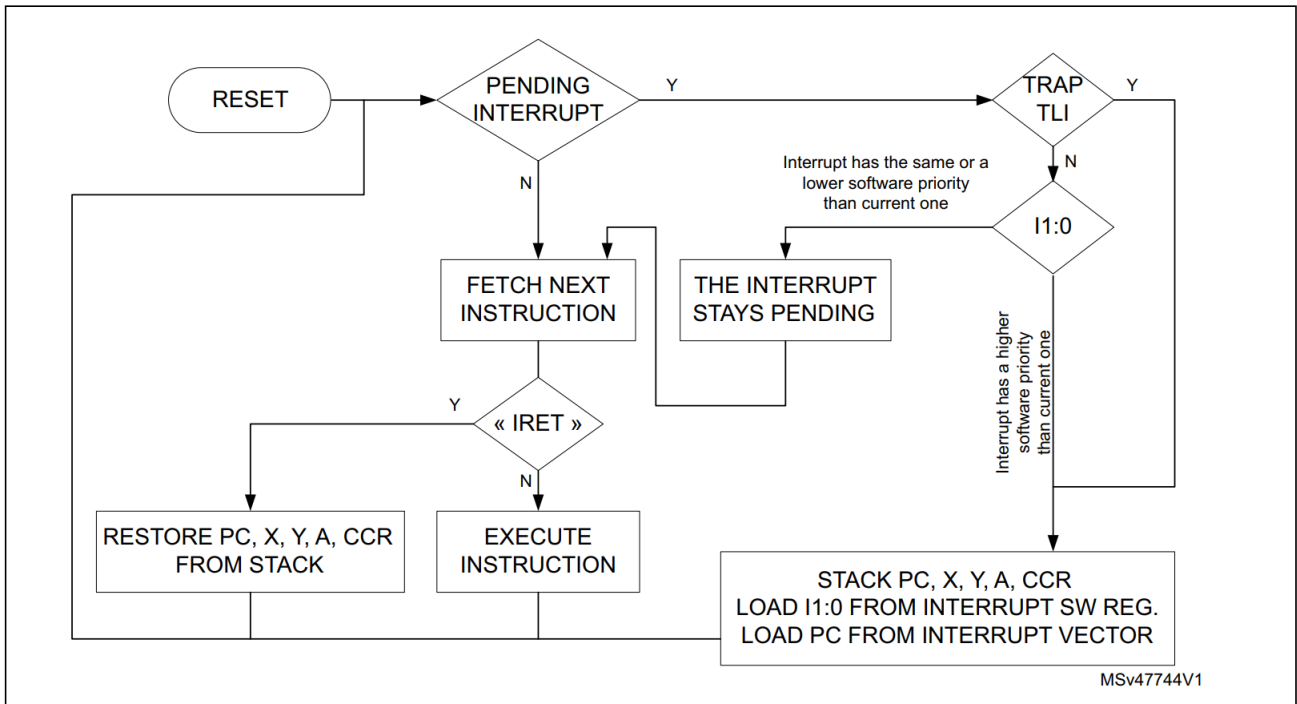 RESET
PENDING
INTERRUPT
Y
TRAP
TLI
Y
N
N
Interrupt has the same or a
lower software priority
than current one
I1:0
FETCH NEXT
INSTRUCTION
THE INTERRUPT
STAYS PENDING
Interrupt has a higher
software priority
than current one
Y
« IRET »
N
RESTORE PC, X, Y, A, CCR
FROM STACK
EXECUTE
INSTRUCTION
STACK PC, X, Y, A, CCR
LOAD I1:0 FROM INTERRUPT SW REG.
LOAD PC FROM INTERRUPT VECTOR
MSv47744V1